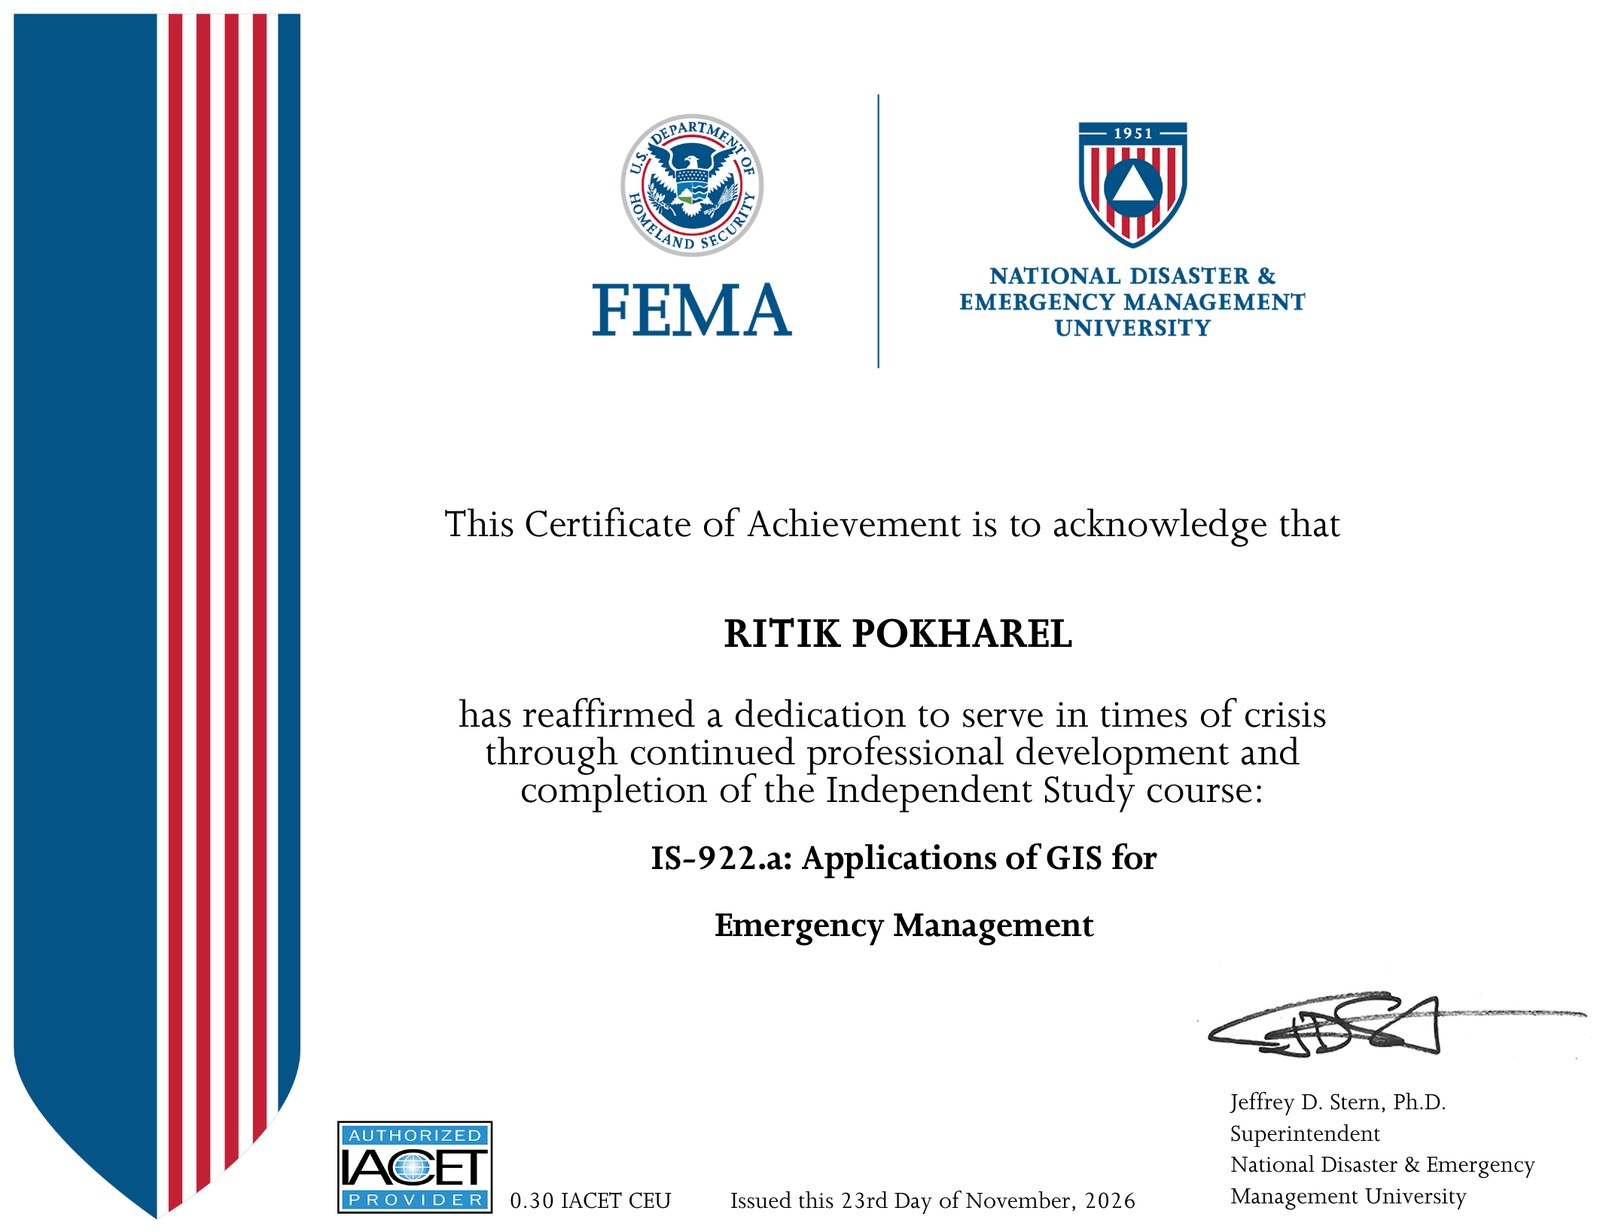 U.S. DEPARTMENT OF
HOMELAND SECURITY
FEMA
1951
NATIONAL DISASTER &
EMERGENCY MANAGEMENT
UNIVERSITY
This Certificate of Achievement is to acknowledge that
RITIK POKHAREL
has reaffirmed a dedication to serve in times of crisis
through continued professional development and
completion of the Independent Study course:
IS-922.a: Applications of GIS for
Emergency Management
Jeffrey D. Stern, Ph.D.
Superintendent
National Disaster & Emergency
Management University
AUTHORIZED
IACET
PROVIDER
0.30 IACET CEU
Issued this 23rd Day of November, 2026